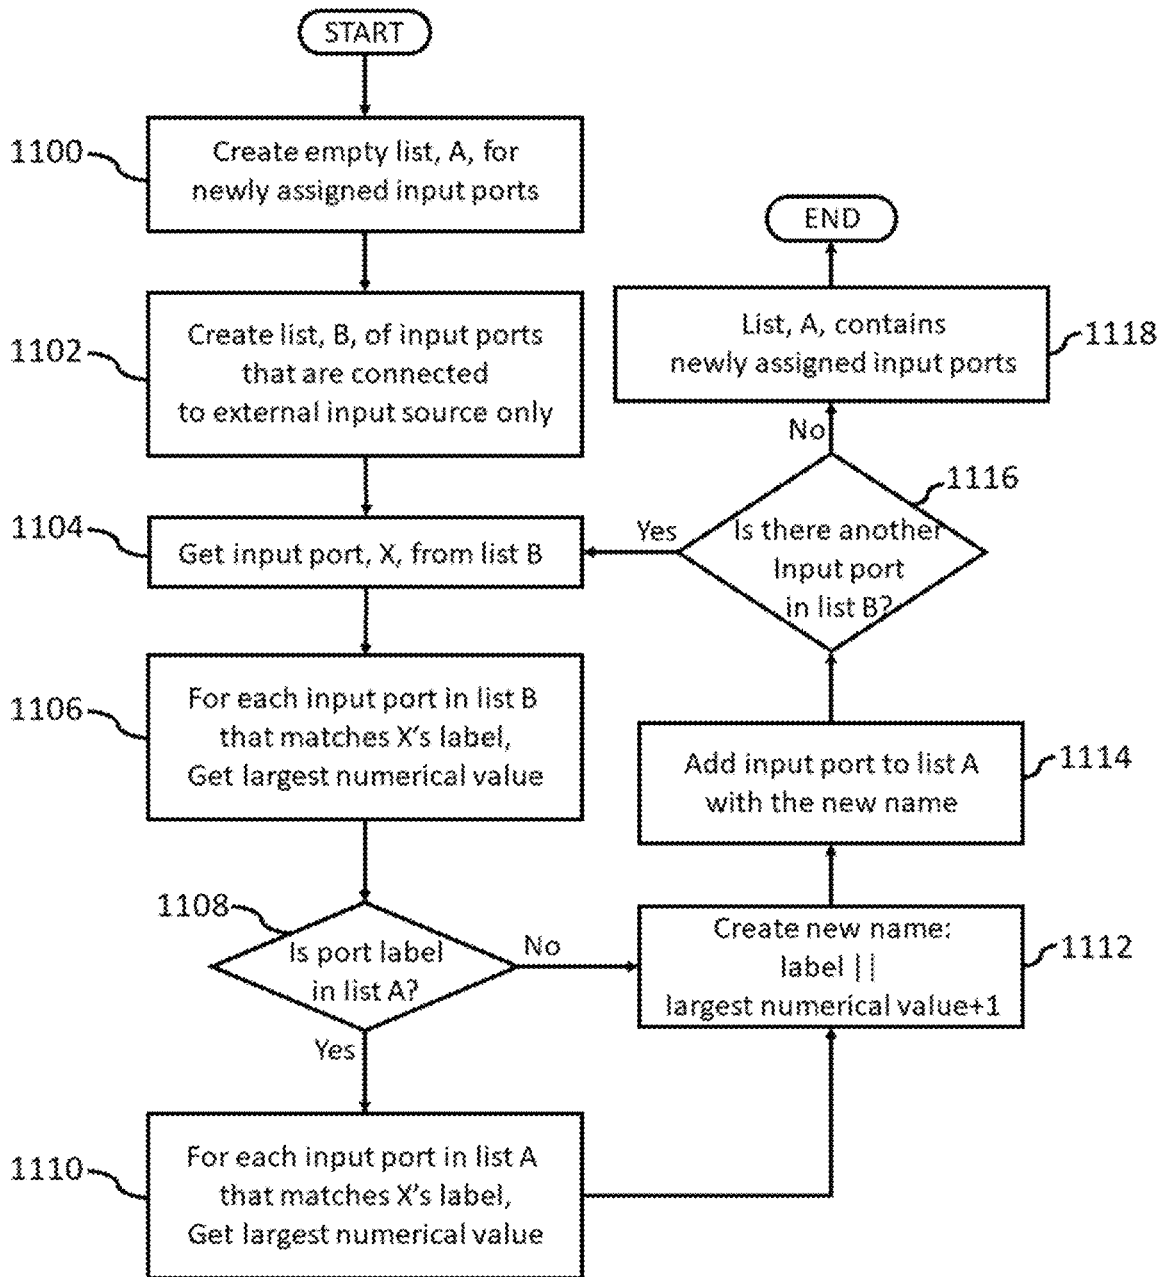 START
1100
Create empty list, A, for
newly assigned input ports
1102
Create list, B, of input ports
that are connected
to external input source only
1104
Get input port, X, from list B
1106
For each input port in list B
that matches X's label,
Get largest numerical value
1108
Is port label
in list A?
No
Yes
1110
For each input port in list A
that matches X's label,
Get largest numerical value
1112
Create new name:
label ||
largest numerical value+1
1114
Add input port to list A
with the new name
1116
Is there another
Input port
in list B?
Yes
No
1118
List, A, contains
newly assigned input ports
END